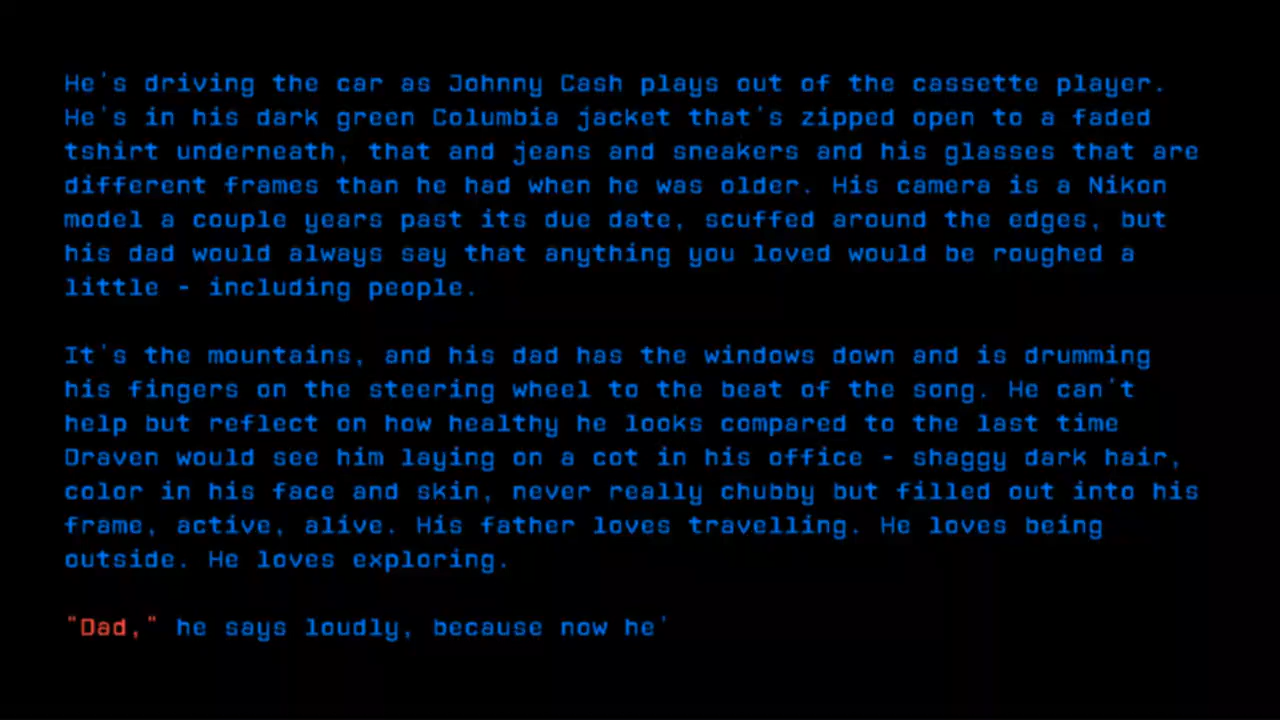 He's driving the car as Johnny Cash plays out of the cassette player.
He's in his dark green Columbia jacket that's zipped open to a faded
tshirt underneath, that and jeans and sneakers and his glasses that are
different frames than he had when he was older. His camera is a Nikon
model a couple years past its due date, scuffed around the edges, but
his dad would always say that anything you loved would be roughed a
little - including people.
It's the mountains, and his dad has the windows down and is drumming
his fingers on the steering wheel to the beat of the song. He can't
help but reflect on how healthy he looks compared to the last time
Draven would see him laying on a cot in his office - shaggy dark hair,
color in his face and skin, never really chubby but filled out into his
frame, active, alive. His father loves travelling. He loves being
outside. He loves exploring.
"Dad," he says loudly, because now he'